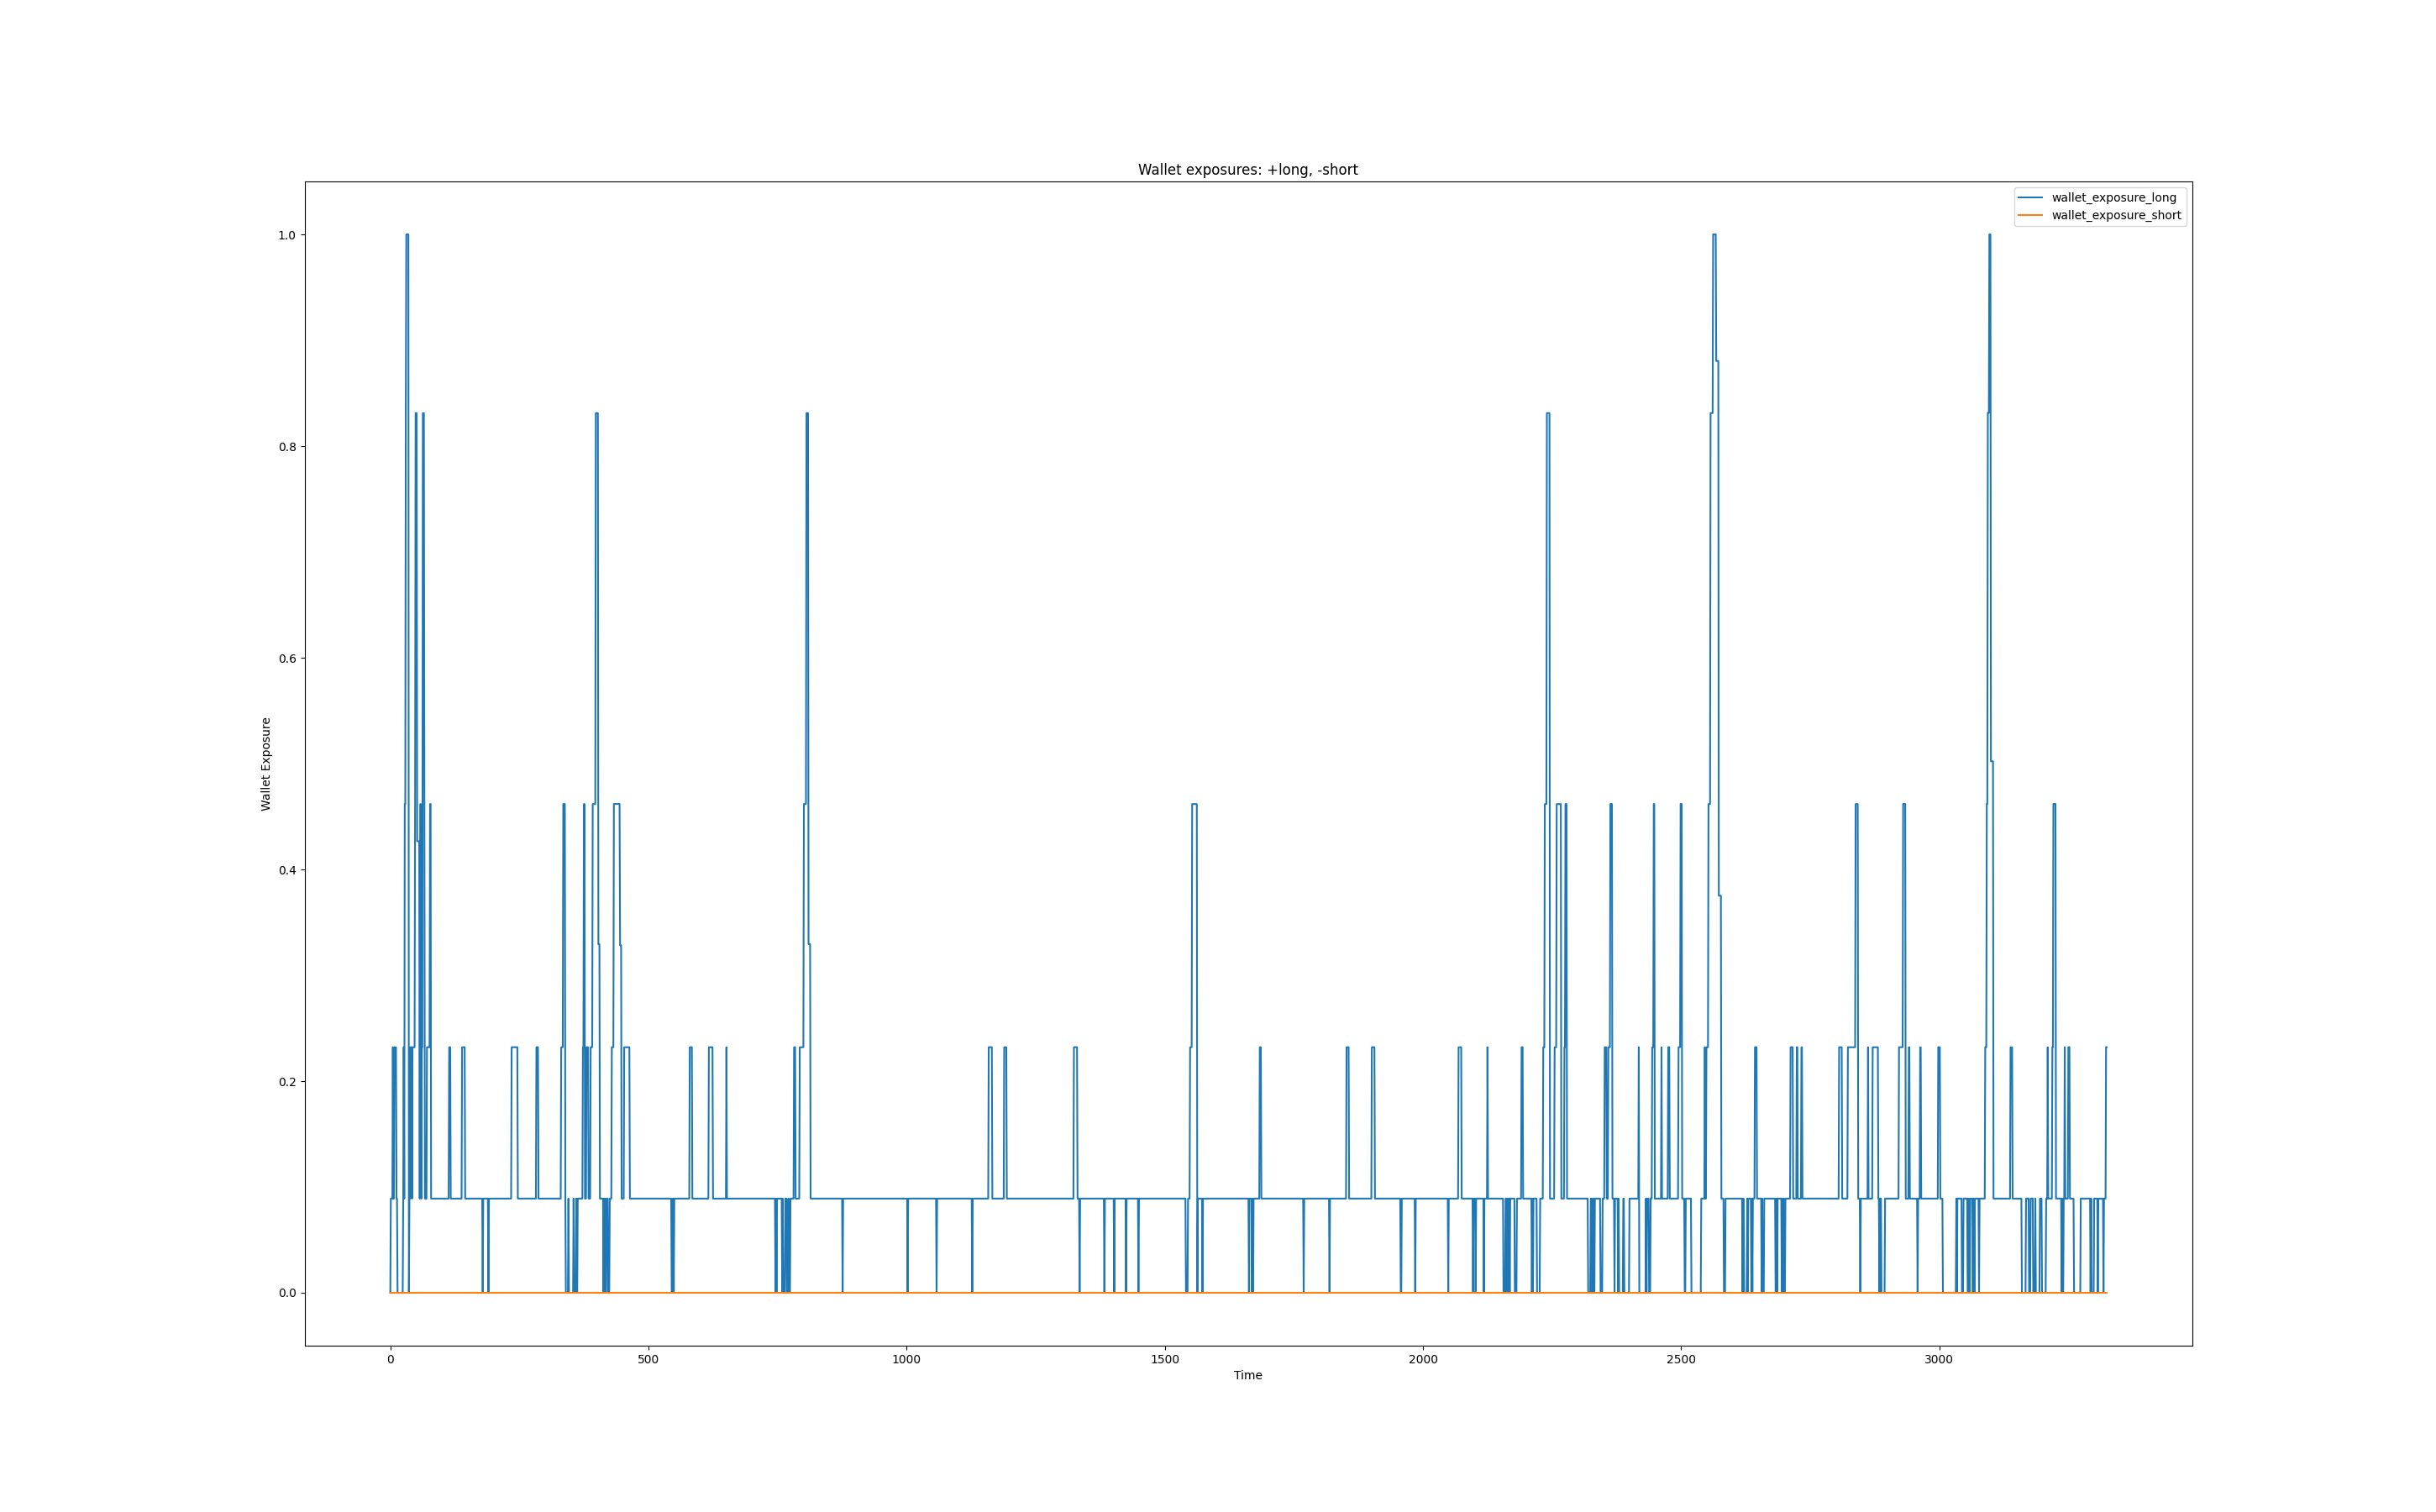 Wallet exposures: +long, -short
wallet_exposure_long
wallet_exposure_short
1.0
0.8
0.6
0.4
0.2
0.0
Wallet Exposure
0 500 1000 1500 2000 2500 3000
Time